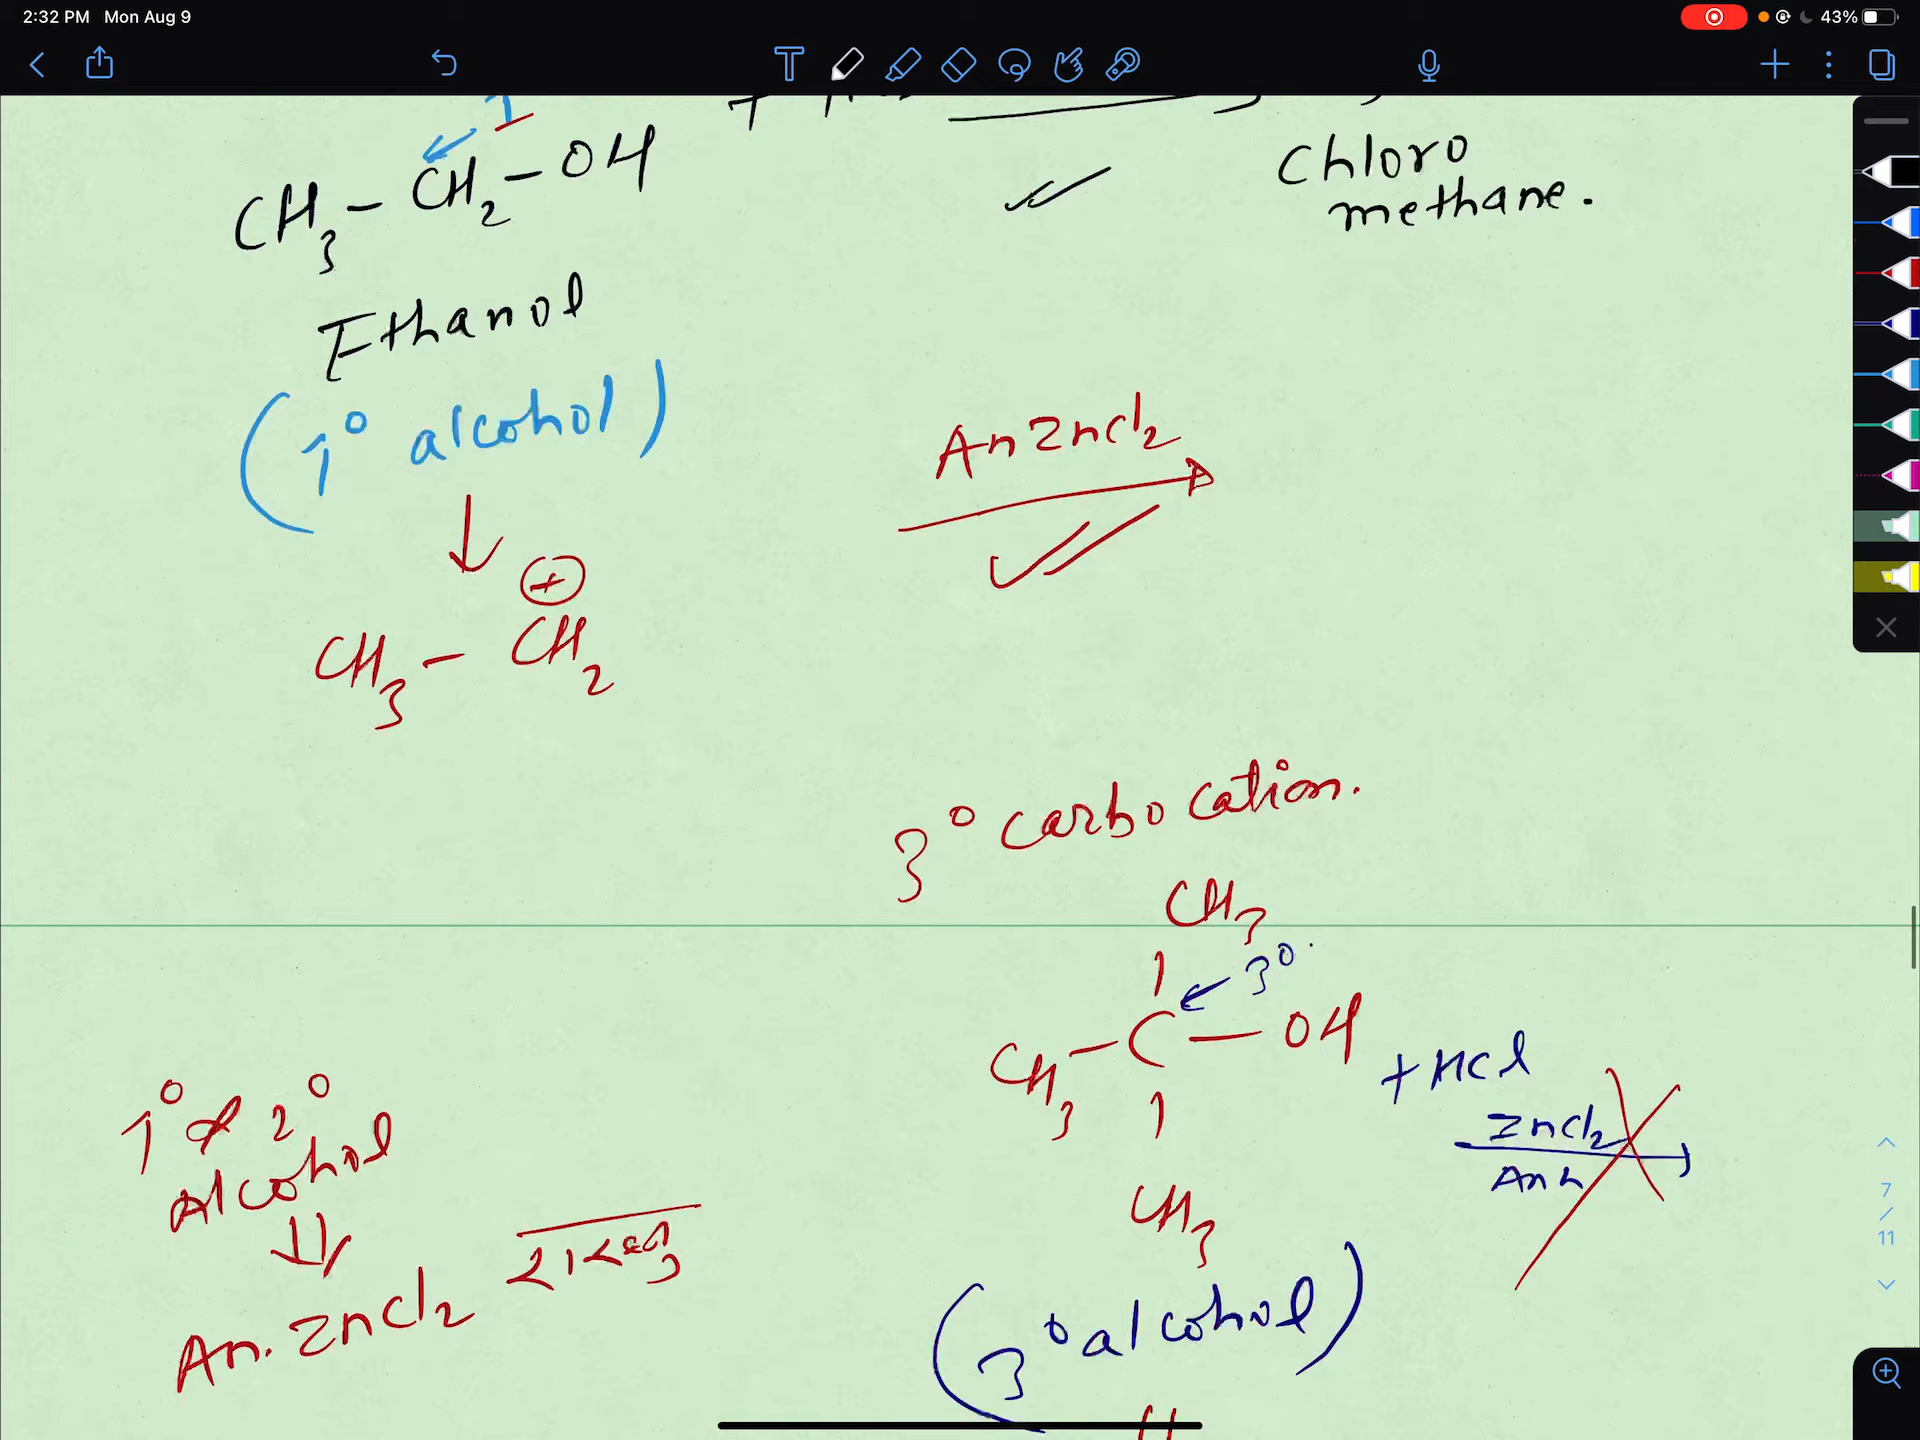 2:32 PM Mon Aug 9
43%
CH3 - CH2 - OH
Chloro
methane.
Ethanol
(1° alcohol)
An ZnCl2
+
CH3 - CH2
3° carbocation.
CH3
3°
CH3 - C - OH
+ HCl
ZnCl2
CH3
1° & 2°
alcohol
An. ZnCl2
(3° alcohol)
7
/
11